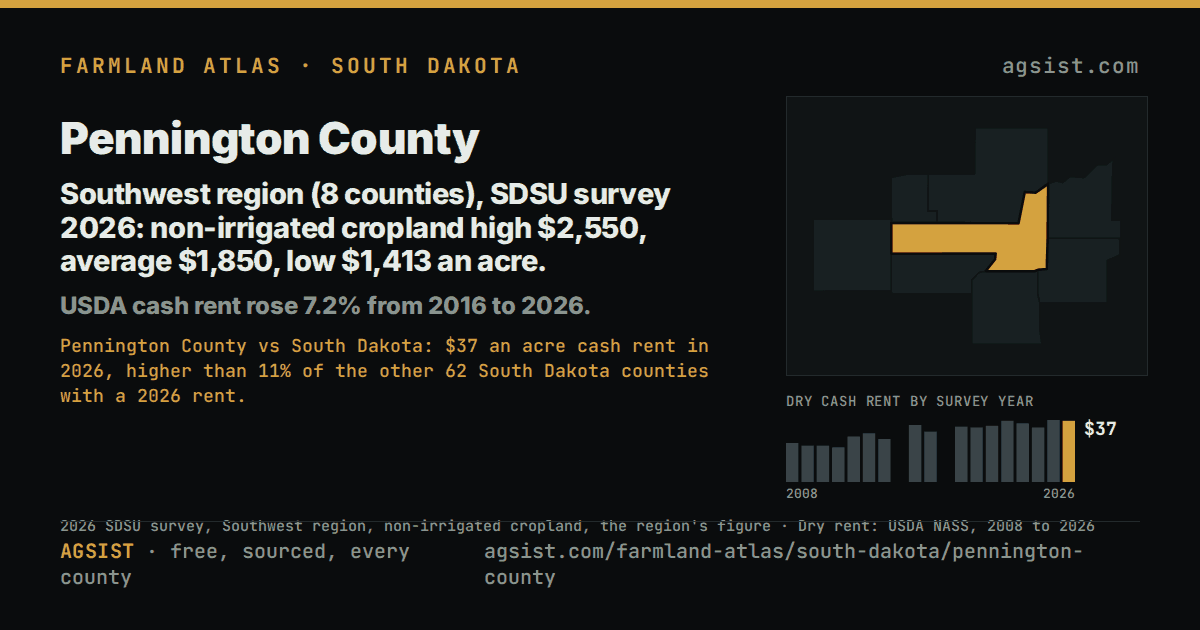 FARMLAND ATLAS · SOUTH DAKOTA
agsist.com
Pennington County
Southwest region (8 counties), SDSU survey
2026: non-irrigated cropland high $2,550,
average $1,850, low $1,413 an acre.
USDA cash rent rose 7.2% from 2016 to 2026.
Pennington County vs South Dakota: $37 an acre cash rent in
2026, higher than 11% of the other 62 South Dakota counties
with a 2026 rent.
DRY CASH RENT BY SURVEY YEAR
$37
2008
2026
2026 SDSU survey, Southwest region, non-irrigated cropland, the region's figure · Dry rent: USDA NASS, 2008 to 2026
AGSIST · free, sourced, every
county
agsist.com/farmland-atlas/south-dakota/pennington-
county